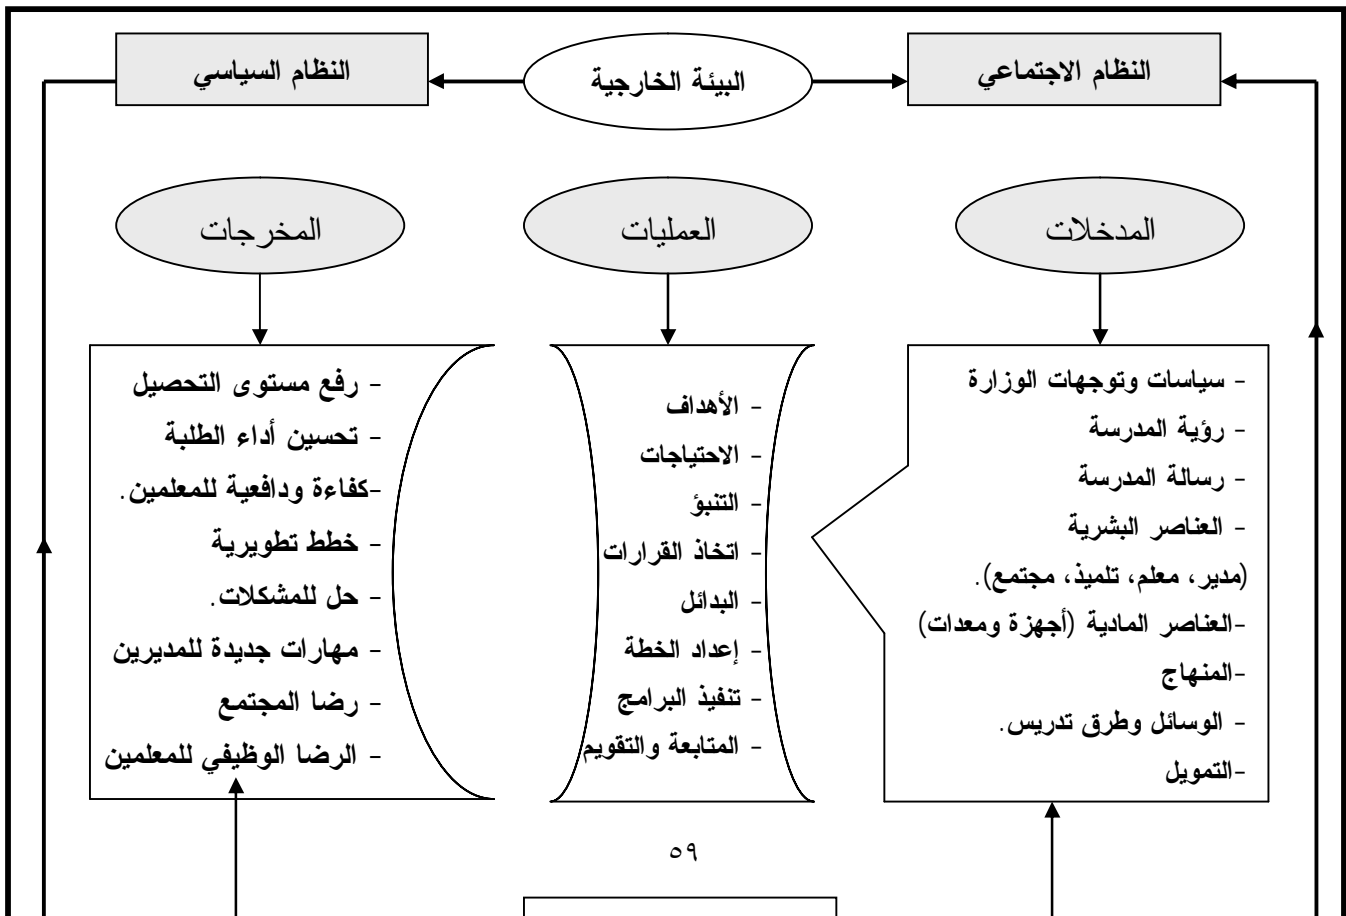 النظام الاجتماعي
البيئة الخارجية
النظام السياسي
المدخلات
العمليات
المخرجات
- سياسات وتوجهات الوزارة
- رؤية المدرسة
- رسالة المدرسة
- العناصر البشرية
(مدير، معلم، تلميذ، مجتمع).
-العناصر المادية (أجهزة ومعدات)
-المنهاج
- الوسائل وطرق تدريس.
-التمويل
- الأهداف
- الاحتياجات
- التنبؤ
- اتخاذ القرارات
- البدائل
- إعداد الخطة
- تنفيذ البرامج
- المتابعة والتقويم
- رفع مستوى التحصيل
- تحسين أداء الطلبة
-كفاءة ودافعية للمعلمين.
- خطط تطويرية
- حل للمشكلات.
- مهارات جديدة للمديرين
- رضا المجتمع
- الرضا الوظيفي للمعلمين
٥٩